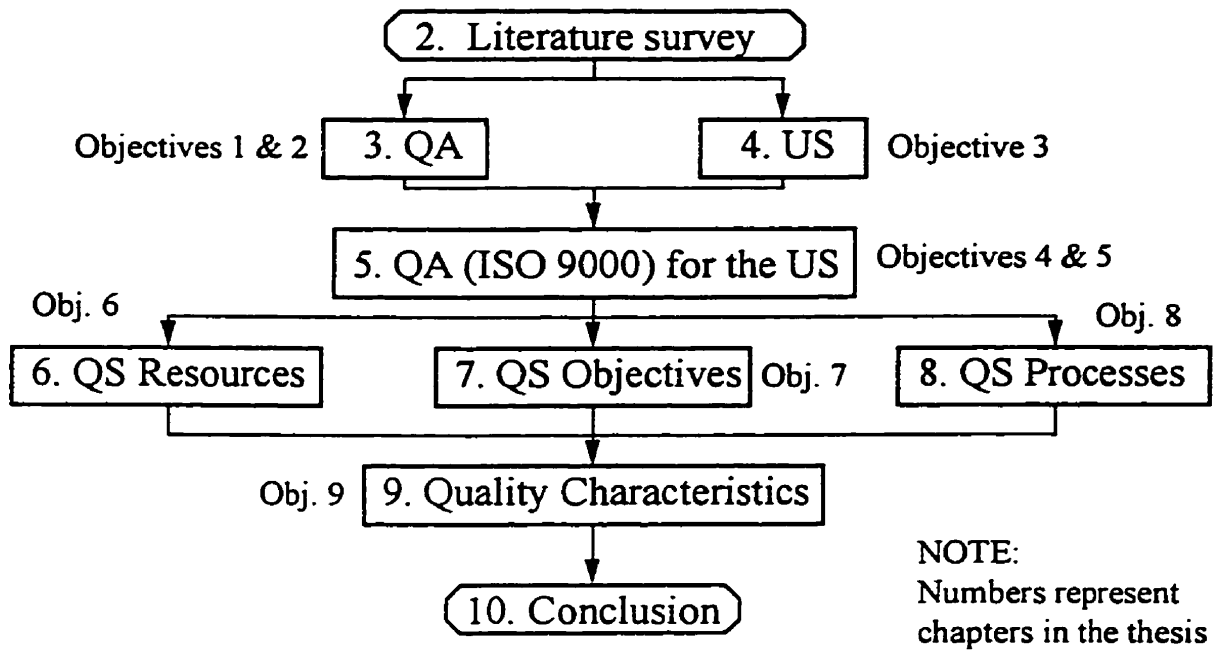 2. Literature survey
Objectives 1 & 2
3. QA
4. US
Objective 3
5. QA (ISO 9000) for the US
Objectives 4 & 5
Obj. 6
Obj. 8
6. QS Resources
7. QS Objectives
Obj. 7
8. QS Processes
Obj. 9
9. Quality Characteristics
10. Conclusion
NOTE:
Numbers represent
chapters in the thesis